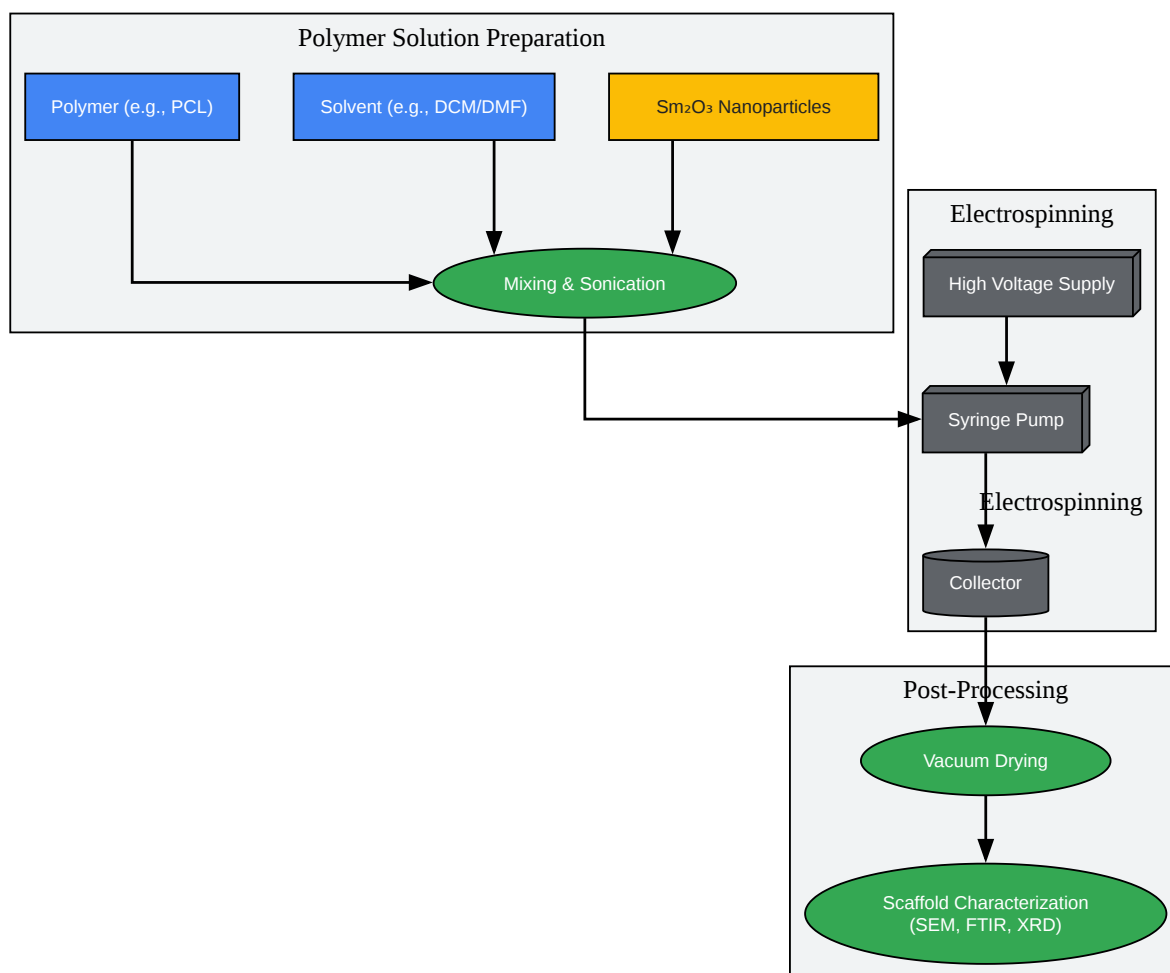 Polymer Solution Preparation
Polymer (e.g., PCL)
Solvent (e.g., DCM/DMF)
Sm₂O₃ Nanoparticles
Mixing & Sonication
Electrospinning
High Voltage Supply
Syringe Pump
Electrospinning
Collector
Post-Processing
Vacuum Drying
Scaffold Characterization
(SEM, FTIR, XRD)